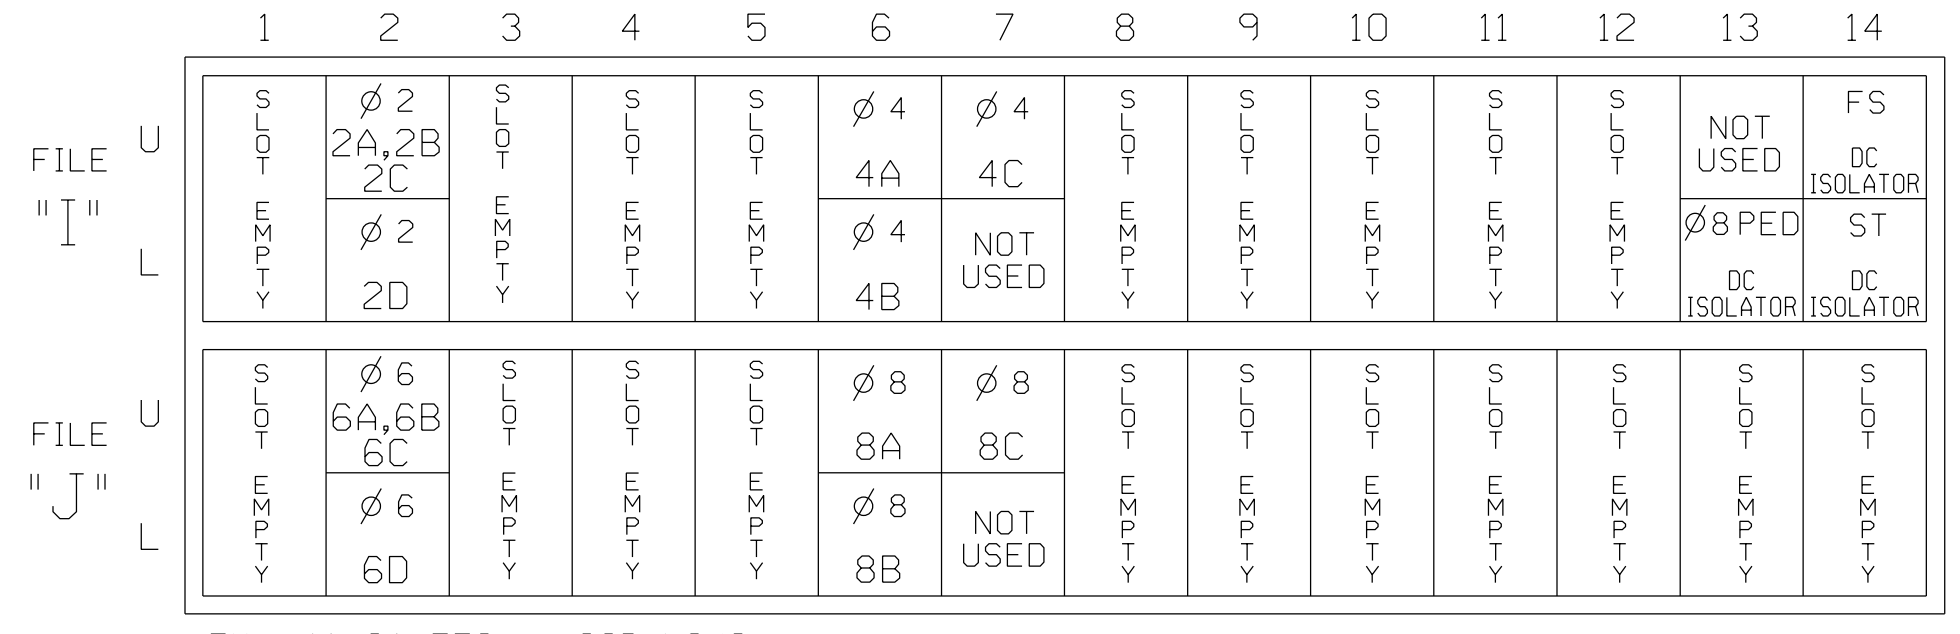 1 2 3 4 5 6 7 8 9 10 11 12 13 14
FILE
"I"
U
L
SLOT EMPTY
Ø 2
2A,2B
2C
Ø 2
2D
SLOT EMPTY
SLOT EMPTY
SLOT EMPTY
Ø 4
4A
Ø 4
4B
Ø 4
4C
NOT
USED
SLOT EMPTY
SLOT EMPTY
SLOT EMPTY
SLOT EMPTY
SLOT EMPTY
NOT
USED
Ø8 PED
DC
ISOLATOR
FS
DC
ISOLATOR
ST
DC
ISOLATOR
FILE
"J"
U
L
SLOT EMPTY
Ø 6
6A,6B
6C
Ø 6
6D
SLOT EMPTY
SLOT EMPTY
SLOT EMPTY
Ø 8
8A
Ø 8
8B
Ø 8
8C
NOT
USED
SLOT EMPTY
SLOT EMPTY
SLOT EMPTY
SLOT EMPTY
SLOT EMPTY
SLOT EMPTY
SLOT EMPTY